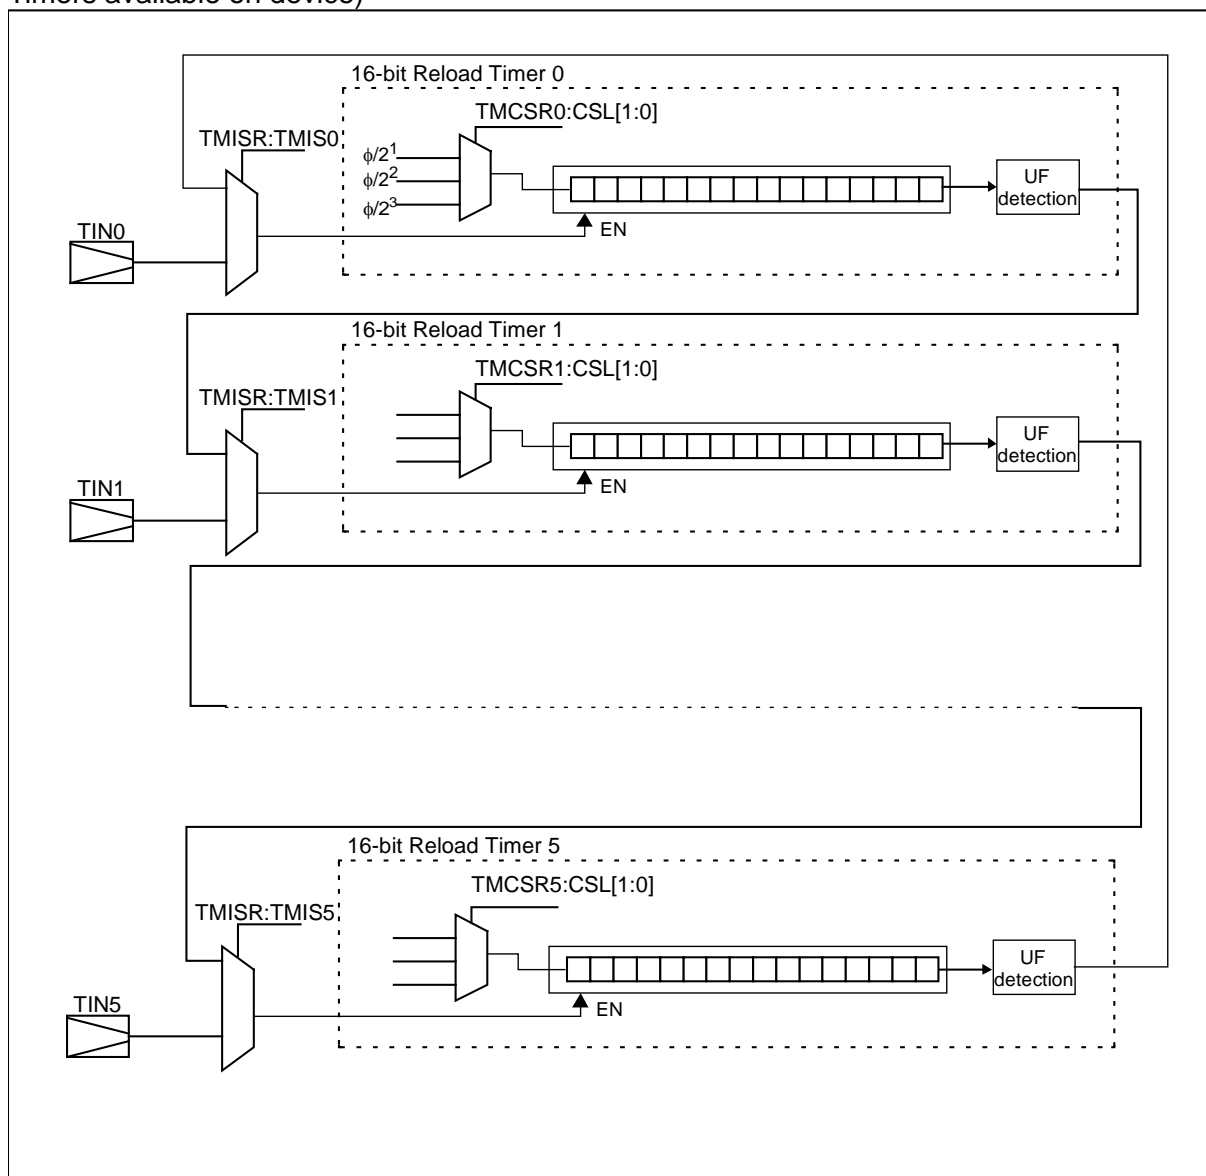 Timers available on device)
16-bit Reload Timer 0
TMCSR0:CSL[1:0]
TMISR:TMIS0
ϕ/2¹
ϕ/2²
ϕ/2³
UF
detection
EN
TIN0
16-bit Reload Timer 1
TMCSR1:CSL[1:0]
TMISR:TMIS1
UF
detection
EN
TIN1
16-bit Reload Timer 5
TMCSR5:CSL[1:0]
TMISR:TMIS5
UF
detection
EN
TIN5